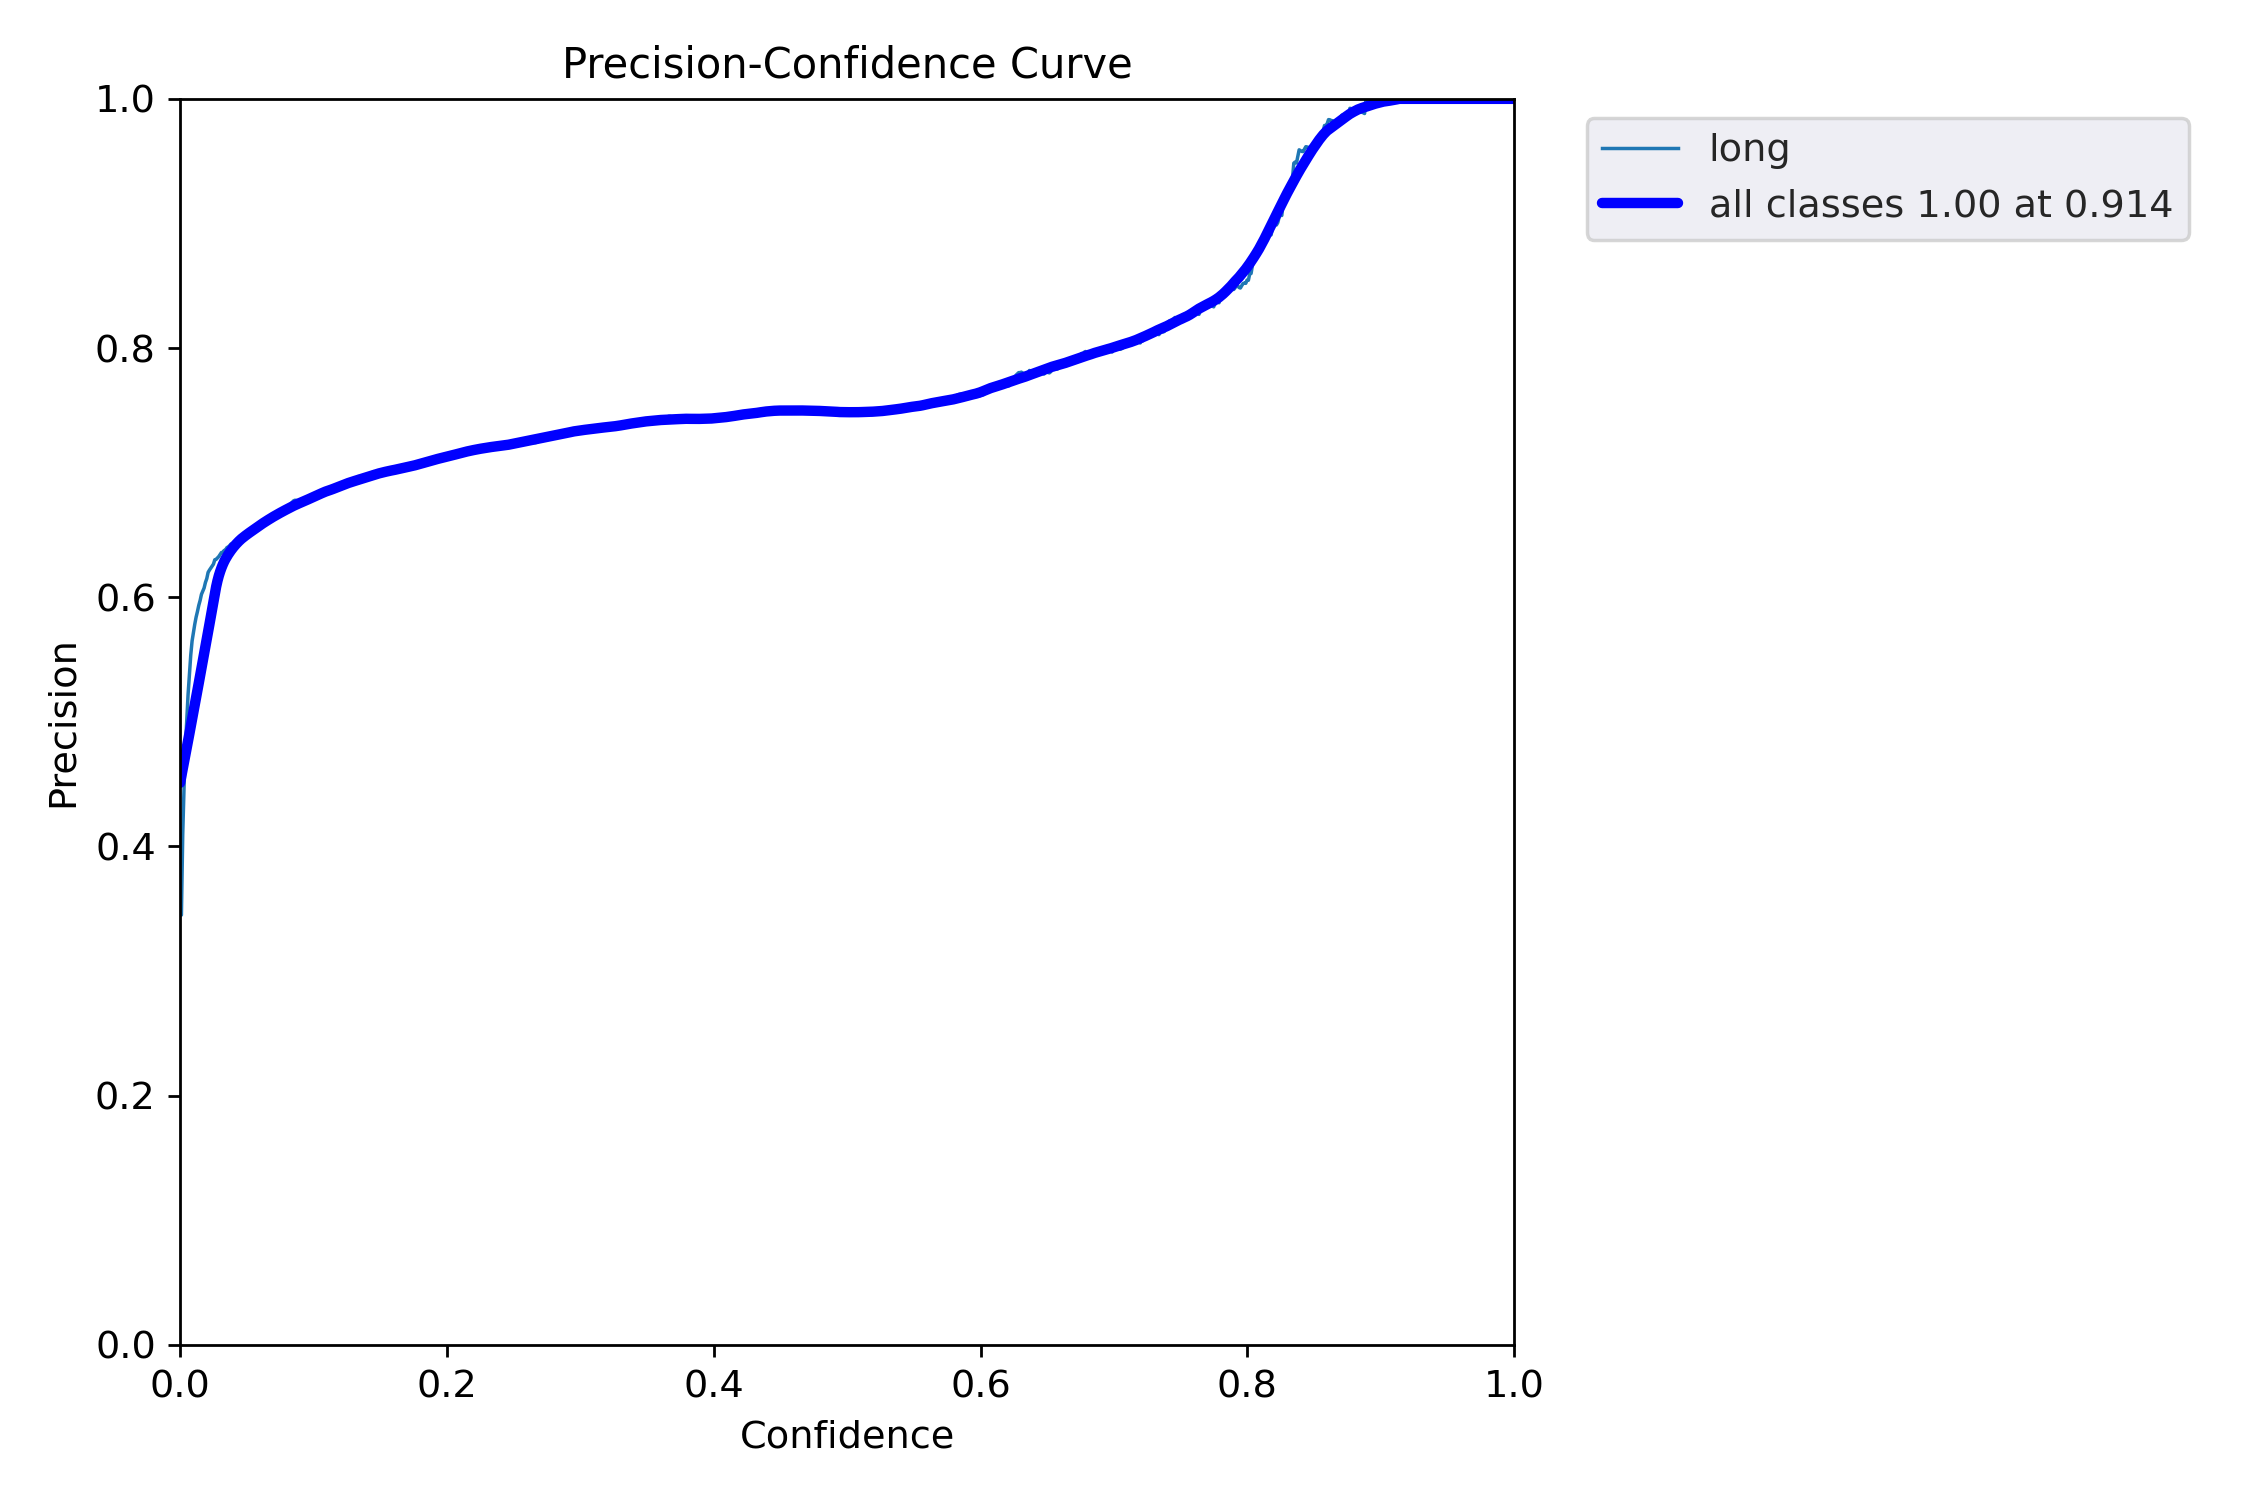 Precision-Confidence Curve
1.0
0.8
0.6
0.4
0.2
0.0
Precision
0.0 0.2 0.4 0.6 0.8 1.0
Confidence
long
all classes 1.00 at 0.914